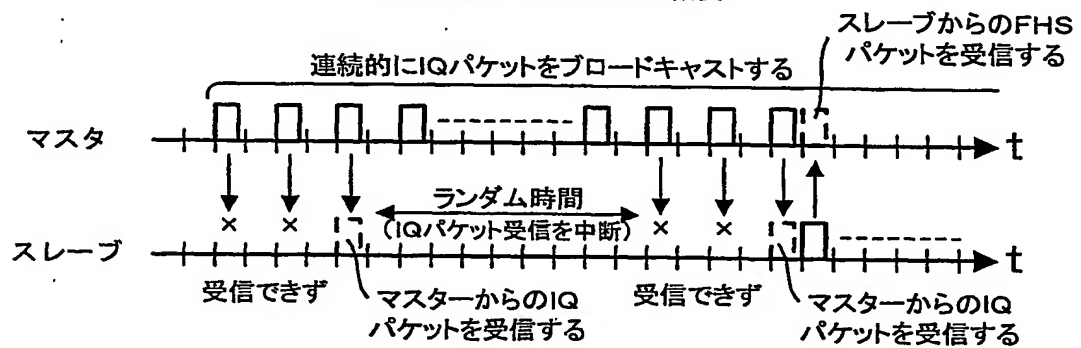 スレーブからのFHS
パケットを受信する
連続的にIQパケットをブロードキャストする
マスタ
t
ランダム時間
(IQパケット受信を中断)
× × × ×
スレーブ
t
受信できず
マスターからのIQ
パケットを受信する
受信できず
マスターからのIQ
パケットを受信する